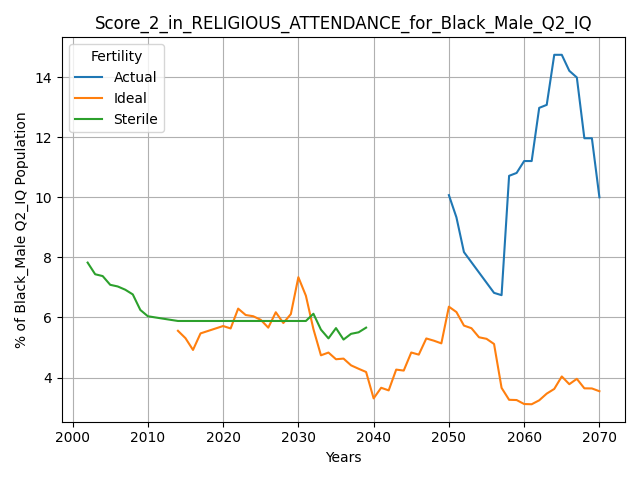 Score_2_in_RELIGIOUS_ATTENDANCE_for_Black_Male_Q2_IQ
Fertility
Actual
Ideal
Sterile
% of Black_Male Q2_IQ Population
14
12
10
8
6
4
2000 2010 2020 2030 2040 2050 2060 2070
Years